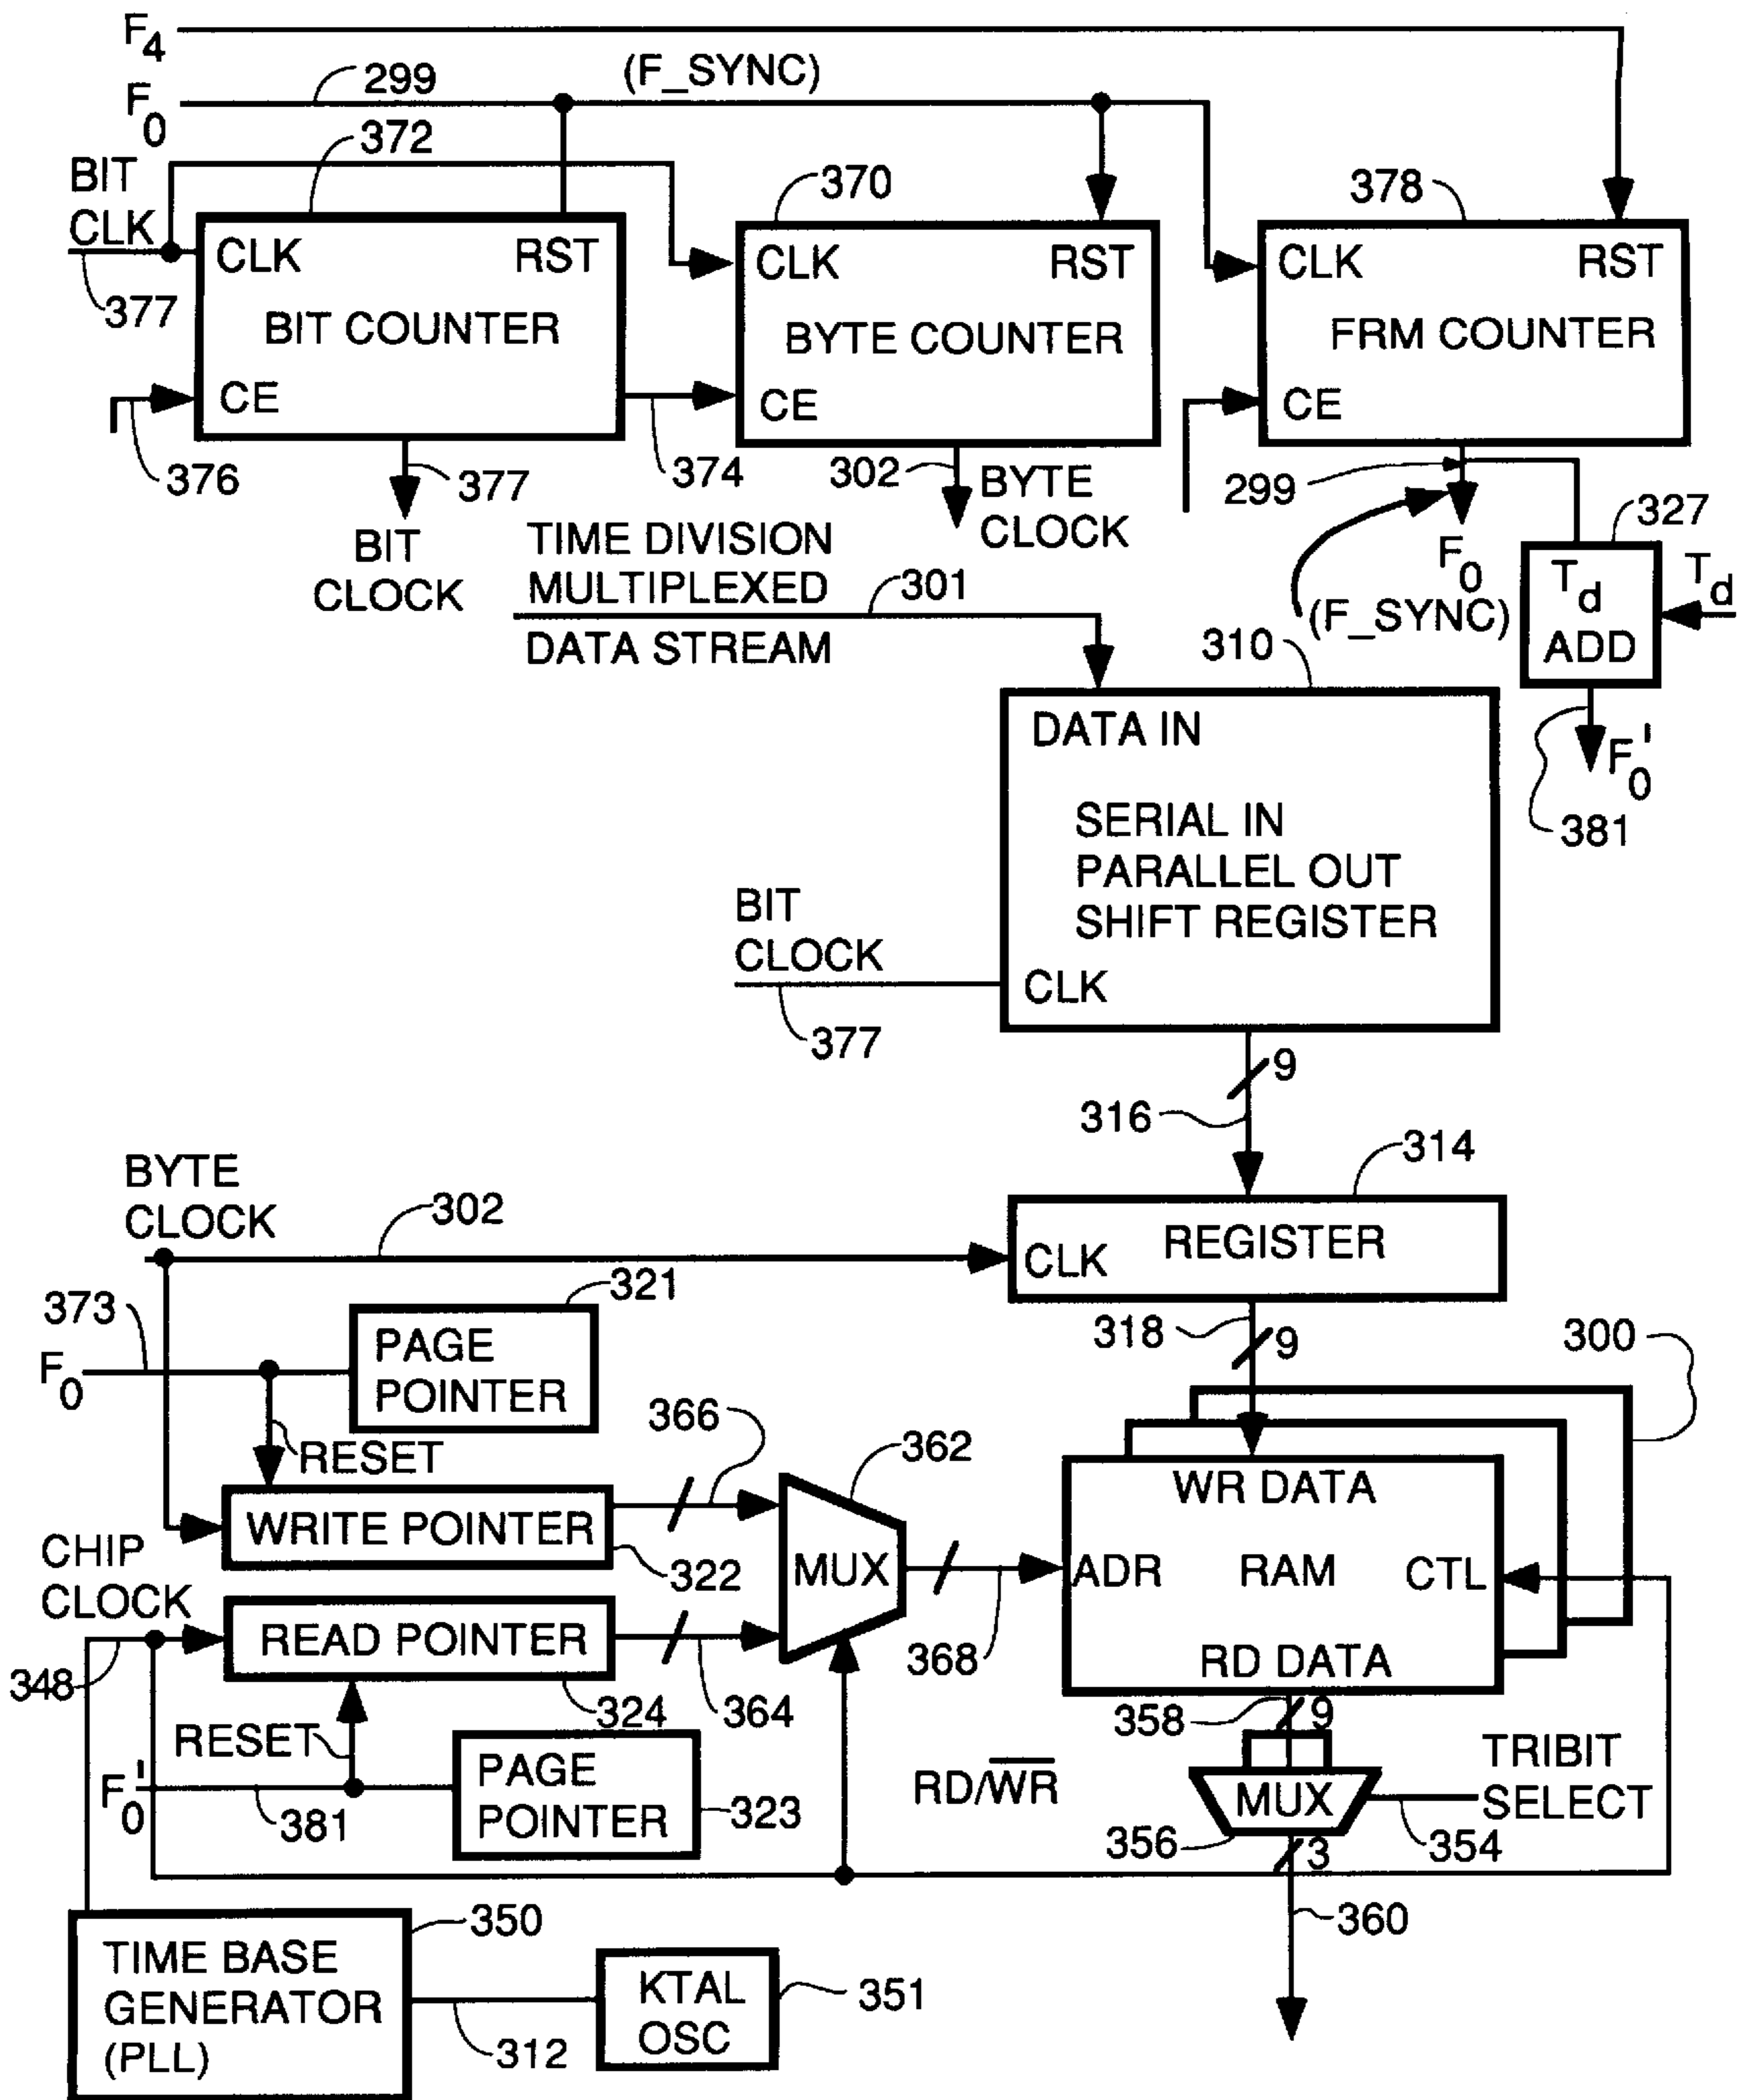 F4
F0
299
(F_SYNC)
372
BIT
CLK
377
CLK
RST
BIT COUNTER
CE
376
377
BIT
CLOCK
370
CLK
RST
BYTE COUNTER
CE
374
302
BYTE
CLOCK
378
CLK
RST
FRM COUNTER
CE
299
F0
(F_SYNC)
327
Td
ADD
Td
F0'
381
TIME DIVISION
MULTIPLEXED
DATA STREAM
301
310
DATA IN
SERIAL IN
PARALLEL OUT
SHIFT REGISTER
CLK
BIT
CLOCK
377
9
316
314
BYTE
CLOCK
302
REGISTER
CLK
373
F0
321
PAGE
POINTER
RESET
318
9
300
366
362
WRITE POINTER
322
CHIP
CLOCK
348
READ POINTER
324
364
MUX
368
WR DATA
ADR
RAM
CTL
RD DATA
RESET
F0'
381
PAGE
POINTER
323
RD/W̅R̅
358
9
MUX
356
TRIBIT
SELECT
354
3
360
350
TIME BASE
GENERATOR
(PLL)
312
KTAL
OSC
351